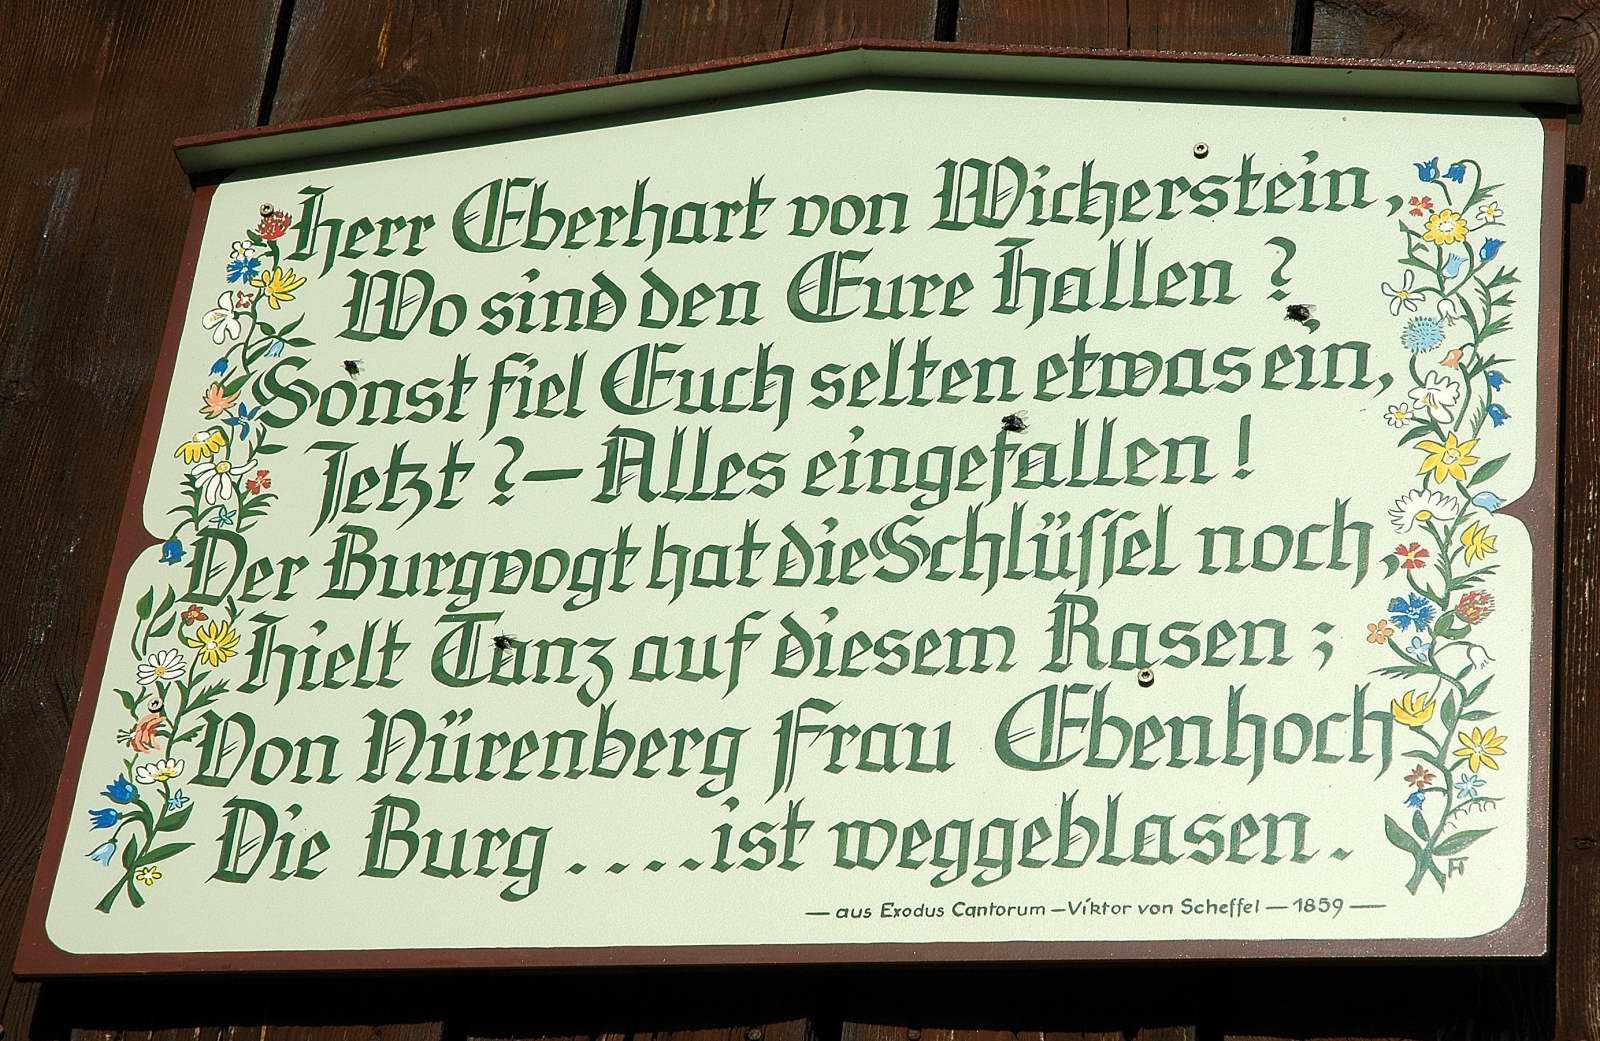 Herr Eberhart von Wicherstein,
Wo sind den Eure Hallen?
Sonst fiel Euch selten etwas ein,
Jetzt? – Alles eingefallen!
Der Burgvogt hat die Schlüſſel noch,
hielt Tanz auf diesem Rasen;
Von Nürenberg Frau Ebenhoch
Die Burg . . . . ist weggeblasen.
— aus Exodus Cantorum – Viktor von Scheffel — 1859 —